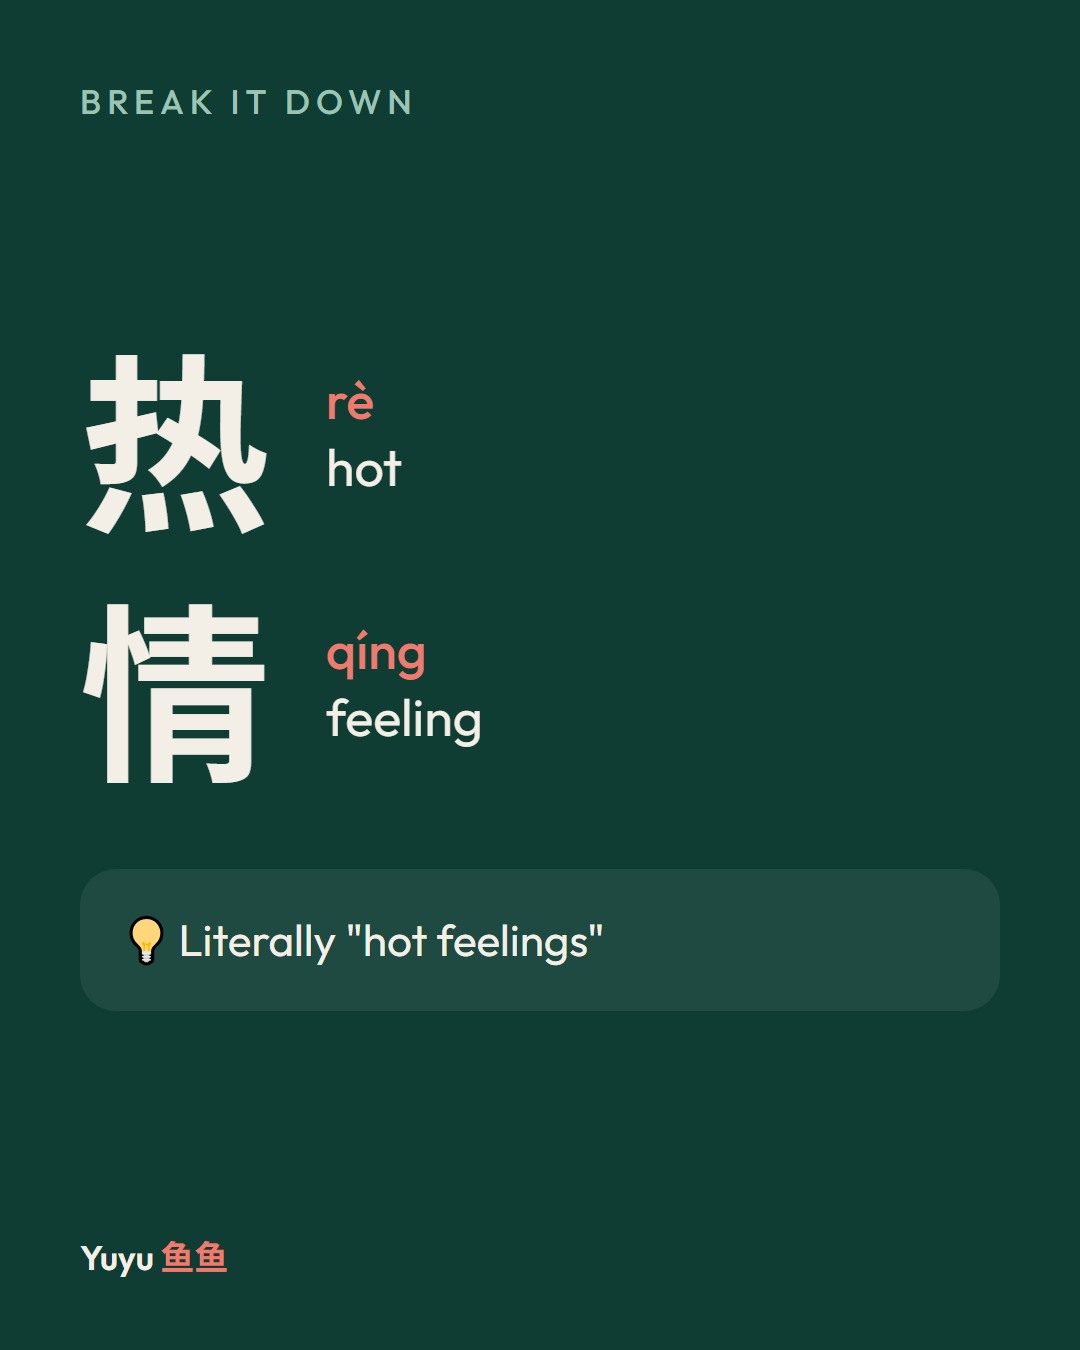 BREAK IT DOWN
热
rè
hot
情
qíng
feeling
💡 Literally "hot feelings"
Yuyu 鱼鱼